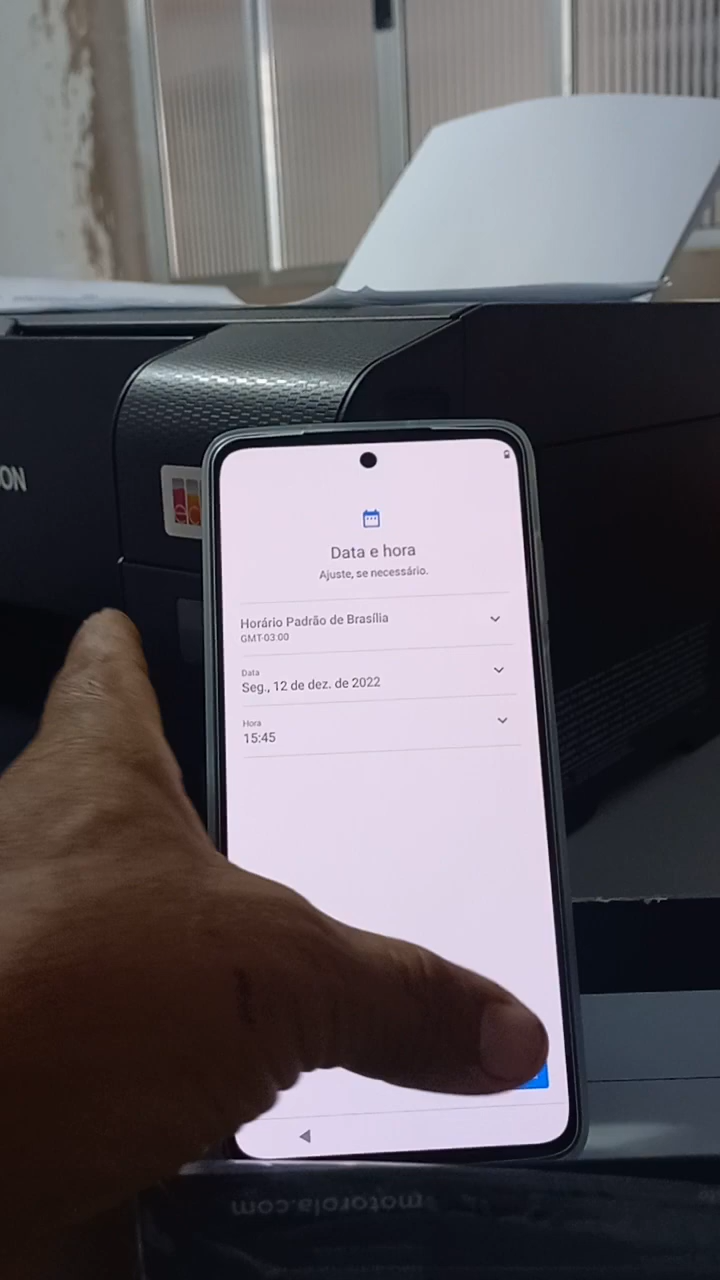 ON
Data e hora
Ajuste, se necessário.
Horário Padrão de Brasília
GMT-03:00
Data
Seg., 12 de dez. de 2022
Hora
15:45
motorola.com